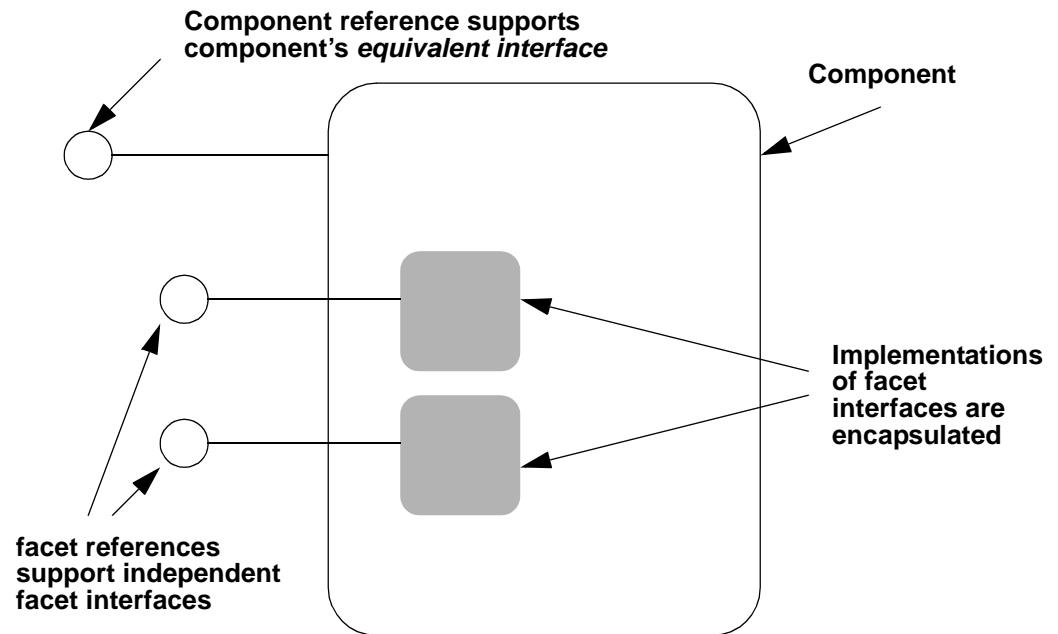 Component reference supports
component’s equivalent interface
Component
Implementations
of facet
interfaces are
encapsulated
facet references
support independent
facet interfaces